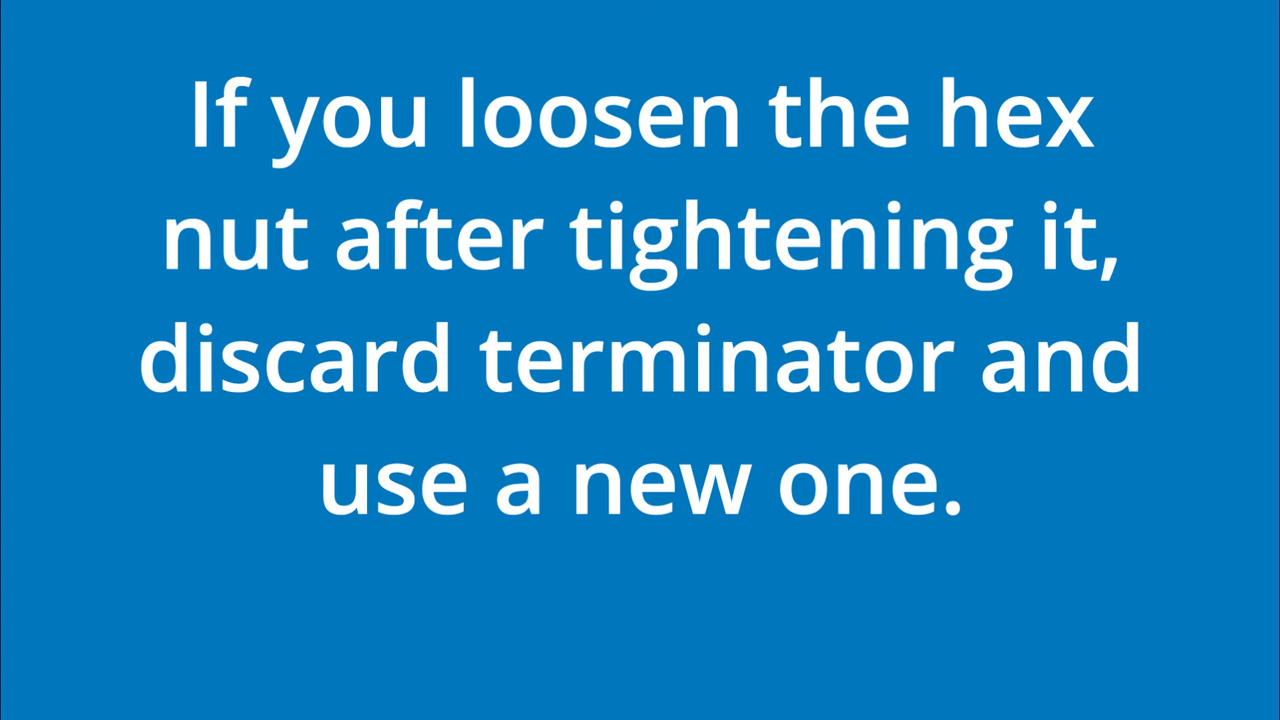 If you loosen the hex
nut after tightening it,
discard terminator and
use a new one.